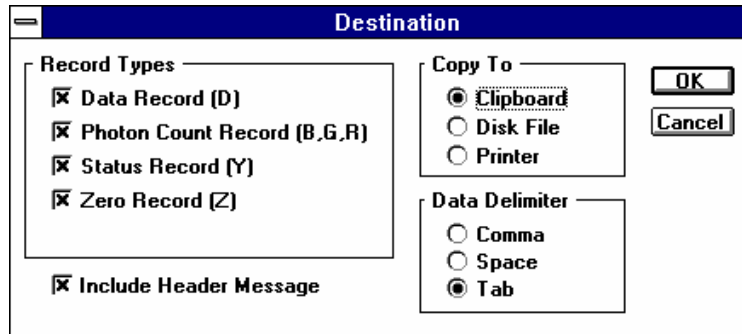 Destination
Record Types
Data Record (D)
Photon Count Record (B,G,R)
Status Record (Y)
Zero Record (Z)
Include Header Message
Copy To
Clipboard
Disk File
Printer
Data Delimiter
Comma
Space
Tab
OK
Cancel